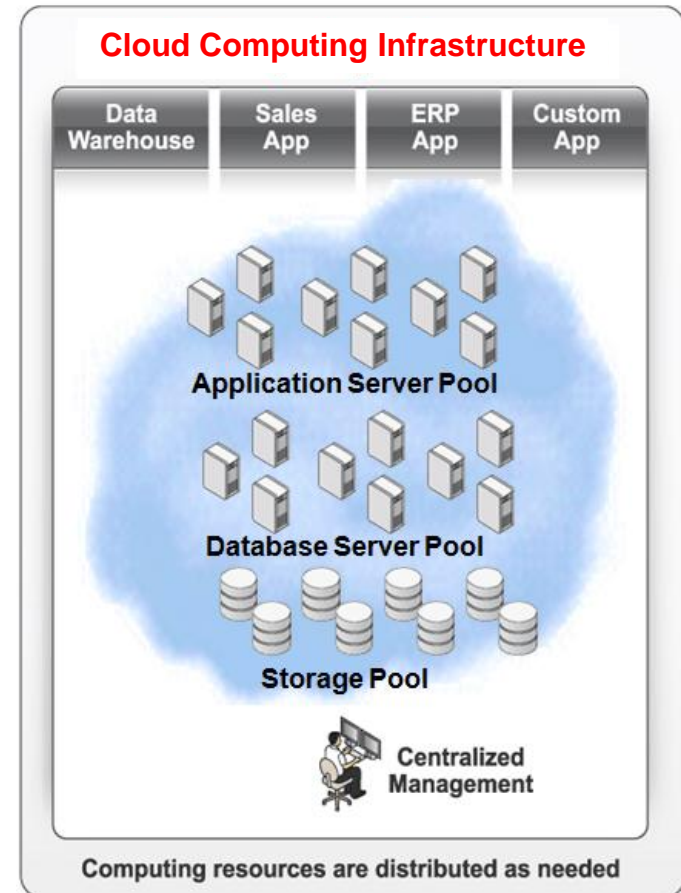 Cloud Computing Infrastructure
Data Warehouse
Sales App
ERP App
Custom App
Application Server Pool
Database Server Pool
Storage Pool
Centralized
Management
Computing resources are distributed as needed